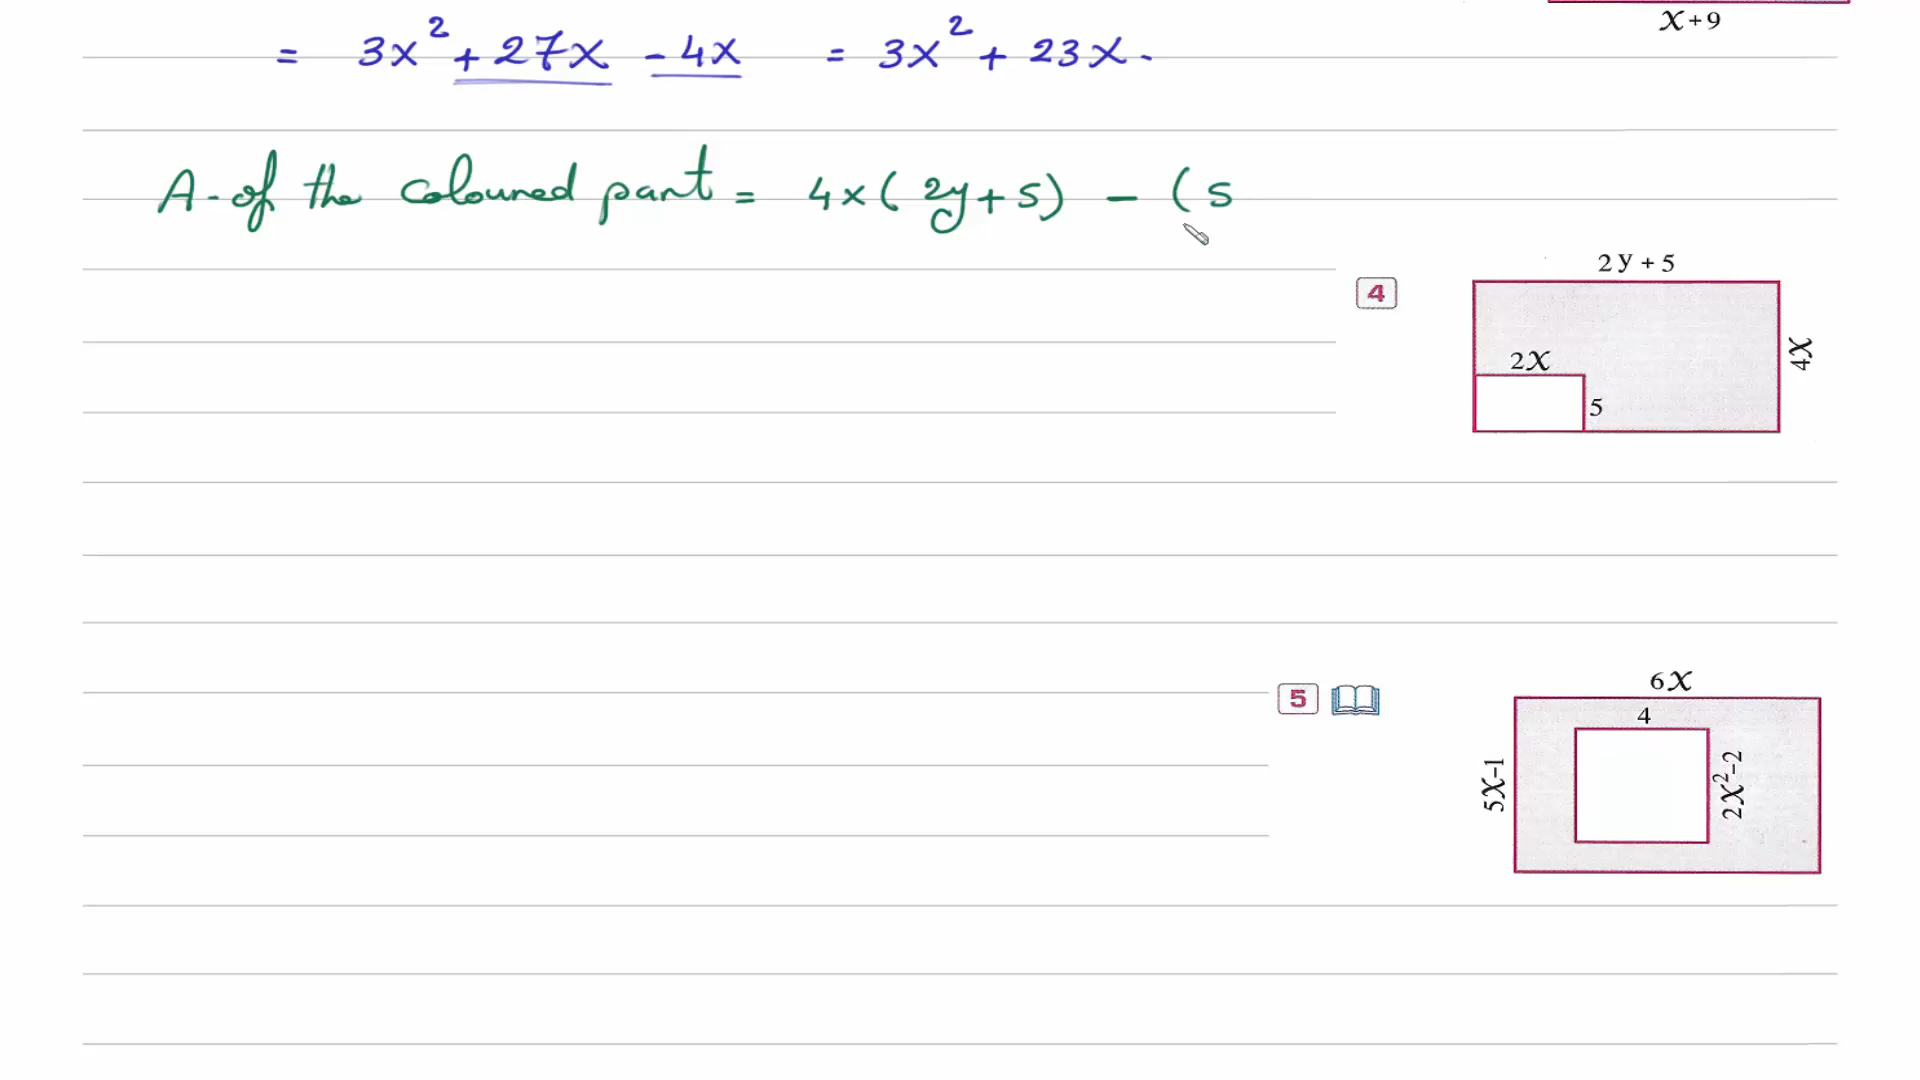 x+9
= 3x² + 27x - 4x = 3x² + 23x.
A. of the coloured part = 4x(2y+5) - (5
2y + 5
4
4x
2x
5
6x
5
4
5x-1
2x²-2